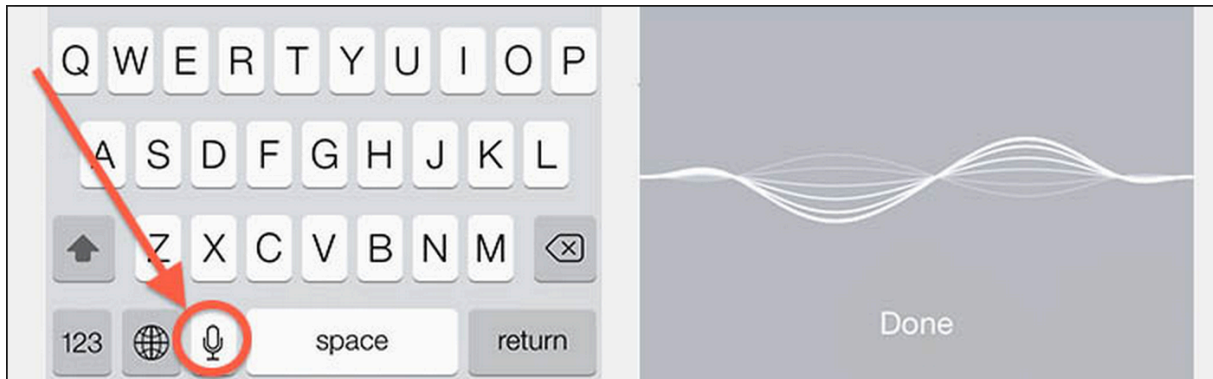 Q W E R T Y U I O P
A S D F G H J K L
Z X C V B N M
123 space return
Done